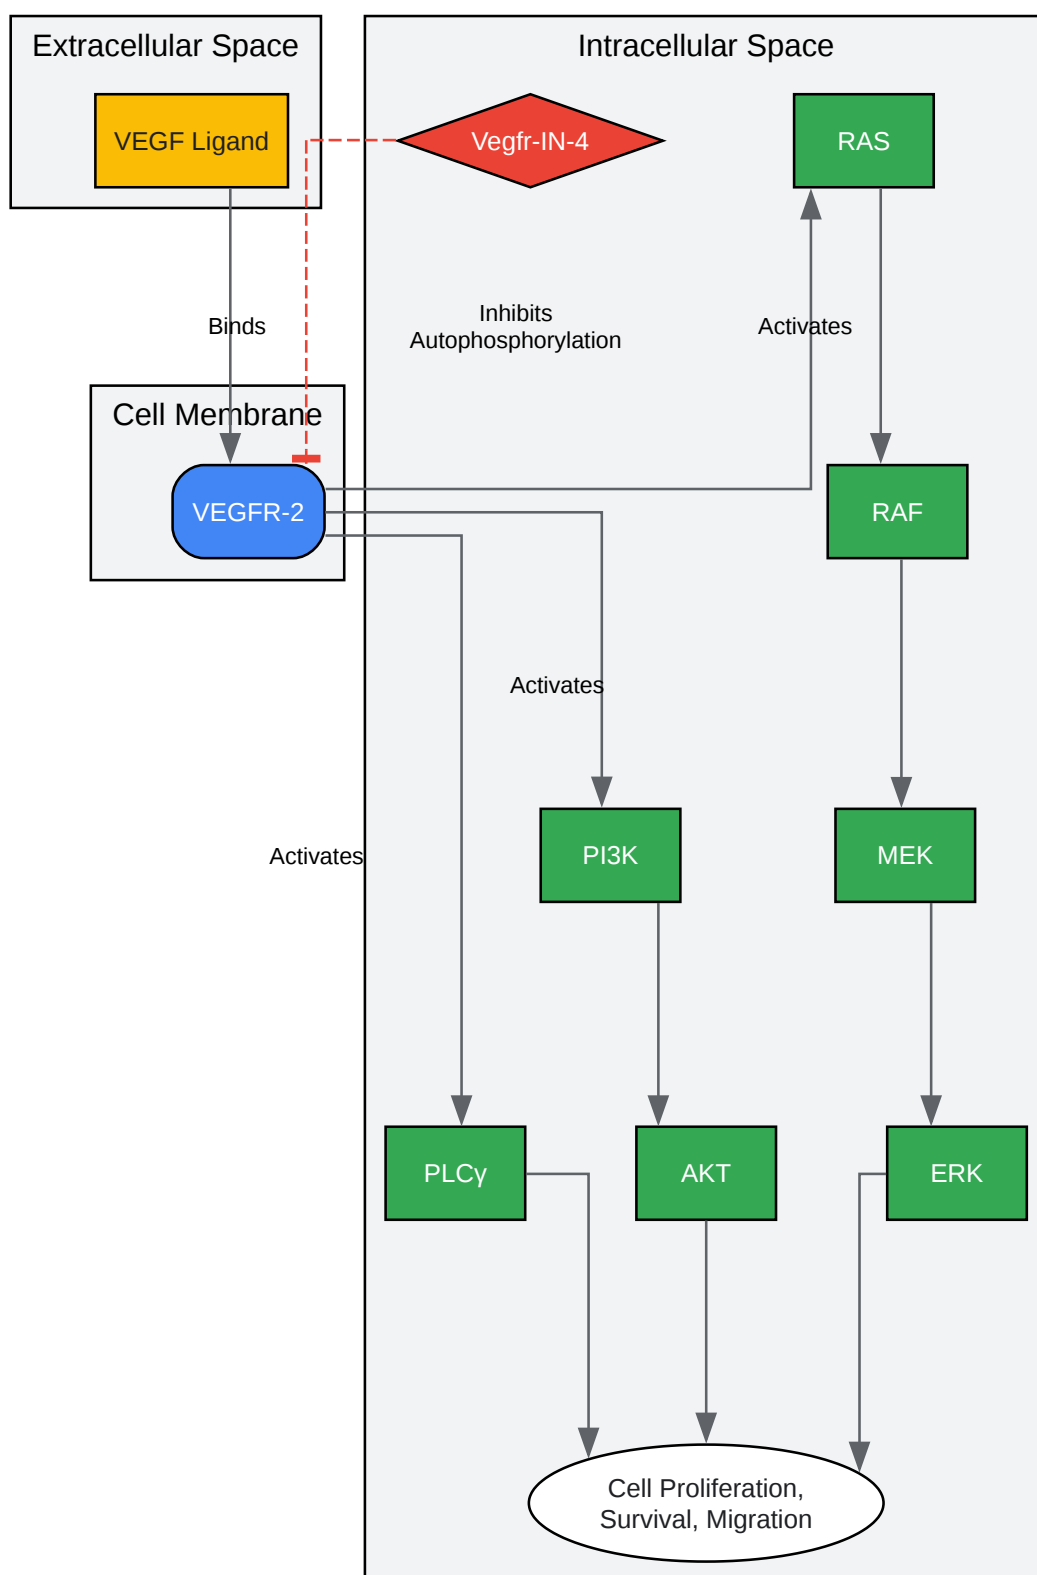 Extracellular Space
Intracellular Space
VEGF Ligand
Vegfr-IN-4
RAS
Binds
Inhibits
Autophosphorylation
Activates
Cell Membrane
VEGFR-2
RAF
Activates
Activates
PI3K
MEK
PLCγ
AKT
ERK
Cell Proliferation,
Survival, Migration